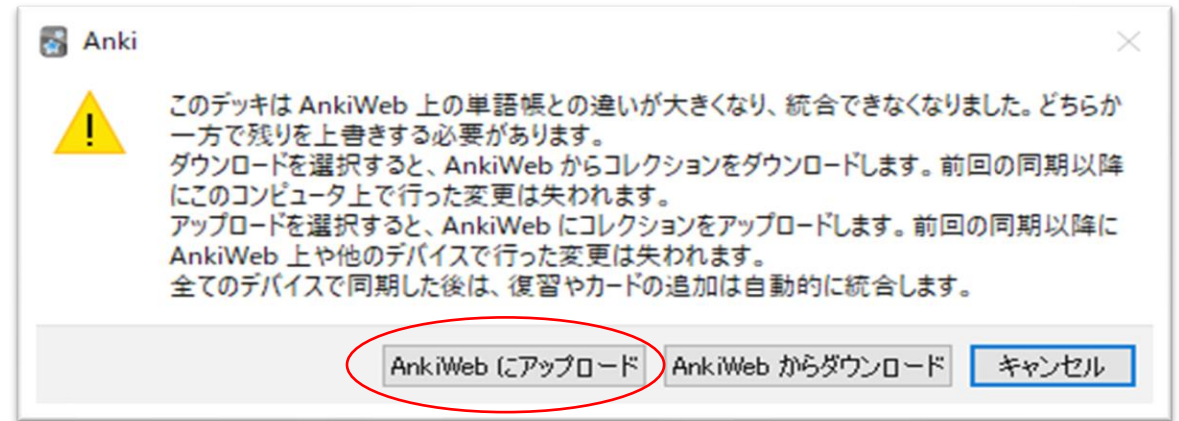 Anki
このデッキは AnkiWeb 上の単語帳との違いが大きくなり、統合できなくなりました。どちらか
一方で残りを上書きする必要があります。
ダウンロードを選択すると、AnkiWeb からコレクションをダウンロードします。前回の同期以降
にこのコンピュータ上で行った変更は失われます。
アップロードを選択すると、AnkiWeb にコレクションをアップロードします。前回の同期以降に
AnkiWeb 上や他のデバイスで行った変更は失われます。
全てのデバイスで同期した後は、復習やカードの追加は自動的に統合します。
AnkiWeb にアップロード AnkiWeb からダウンロード キャンセル